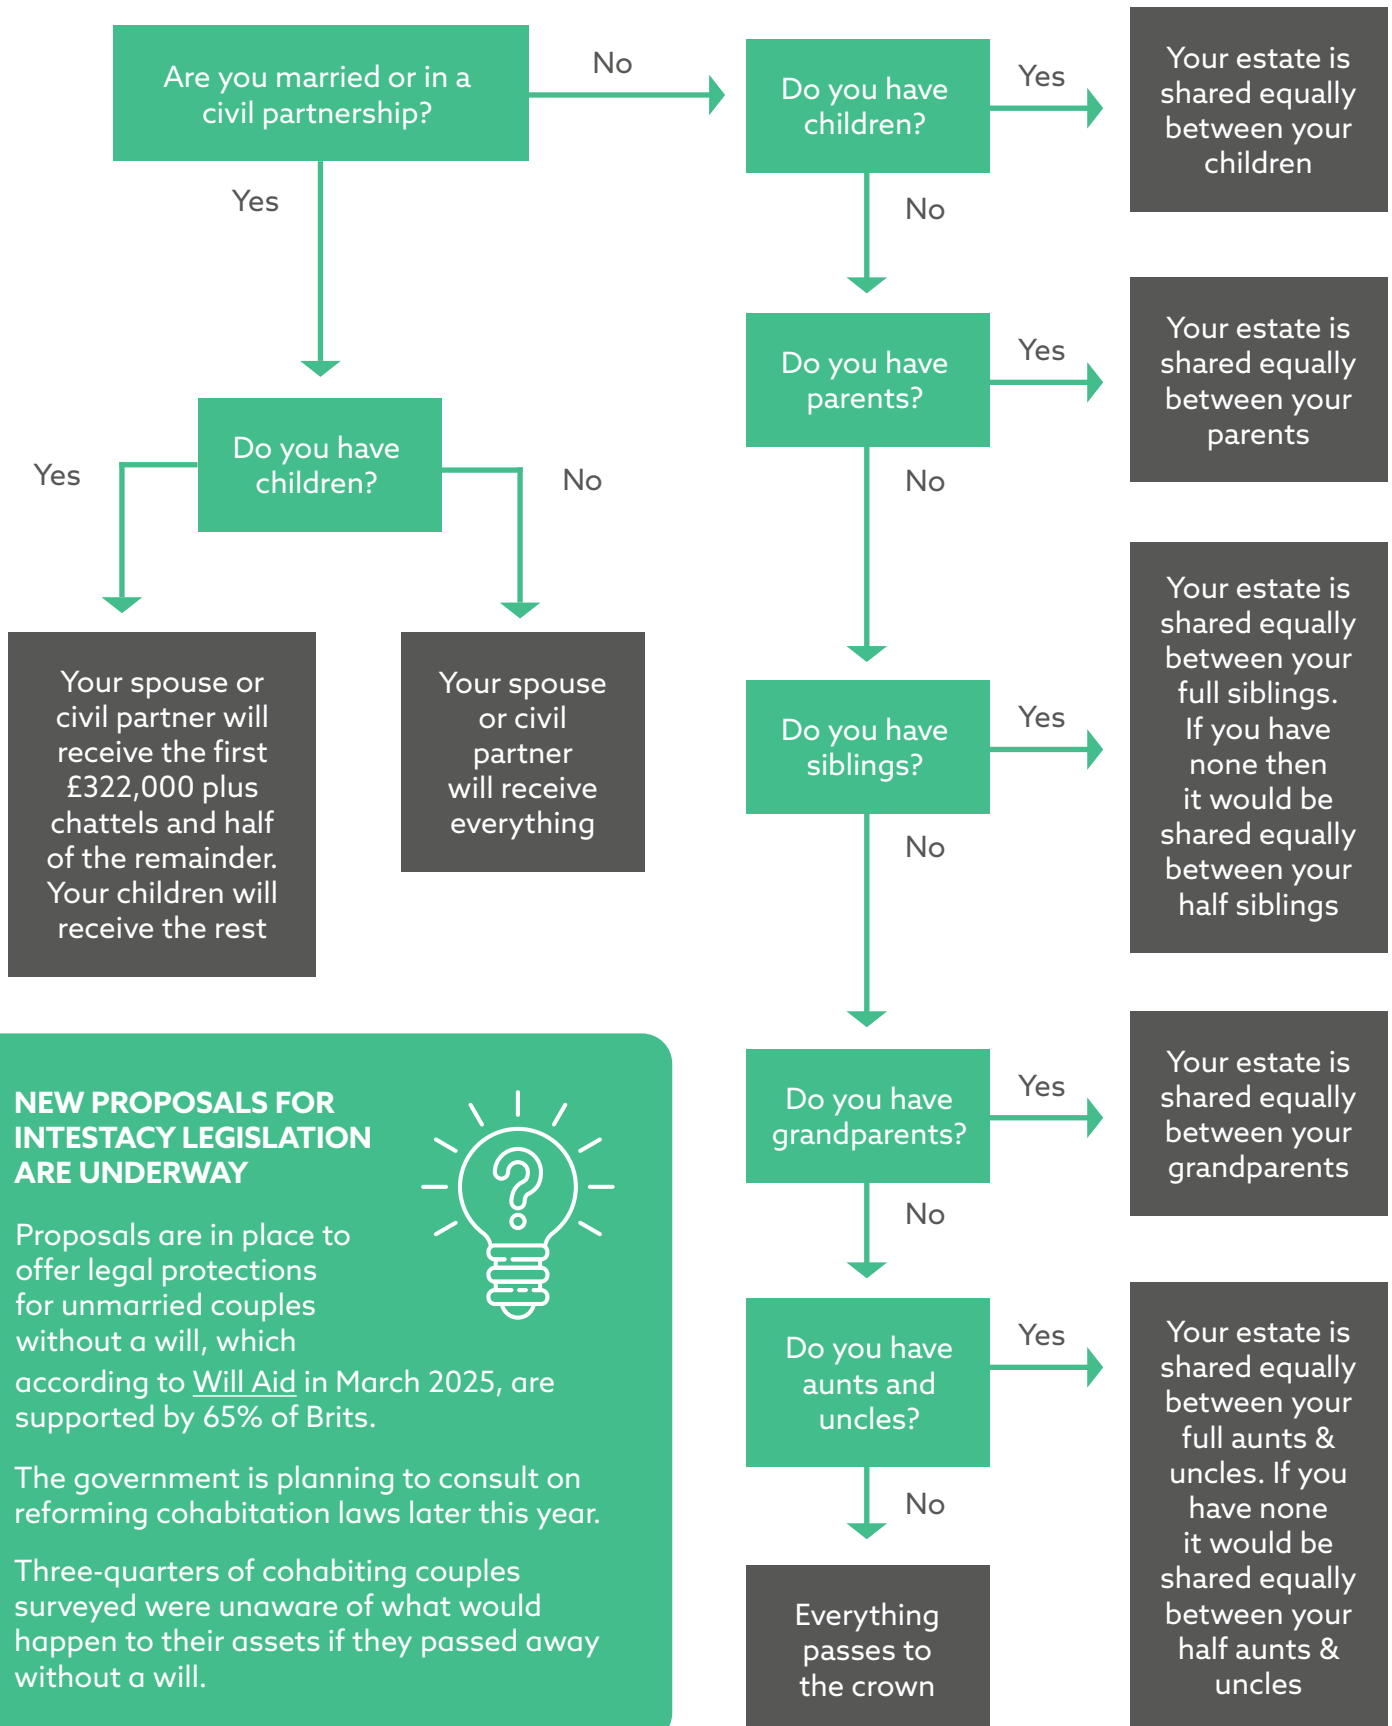 Are you married or in a
civil partnership?
No
Do you have
children?
Yes
Your estate is
shared equally
between your
children
Yes
No
Do you have
parents?
Yes
Your estate is
shared equally
between your
parents
Do you have
children?
Yes
No
No
Your spouse or
civil partner will
receive the first
£322,000 plus
chattels and half
of the remainder.
Your children will
receive the rest
Your spouse
or civil
partner
will receive
everything
Do you have
siblings?
Yes
Your estate is
shared equally
between your
full siblings.
If you have
none then
it would be
shared equally
between your
half siblings
No
Do you have
grandparents?
Yes
Your estate is
shared equally
between your
grandparents
No
Do you have
aunts and
uncles?
Yes
Your estate is
shared equally
between your
full aunts &
uncles. If you
have none
it would be
shared equally
between your
half aunts &
uncles
No
Everything
passes to
the crown
NEW PROPOSALS FOR
INTESTACY LEGISLATION
ARE UNDERWAY
Proposals are in place to
offer legal protections
for unmarried couples
without a will, which
according to Will Aid in March 2025, are
supported by 65% of Brits.
The government is planning to consult on
reforming cohabitation laws later this year.
Three-quarters of cohabiting couples
surveyed were unaware of what would
happen to their assets if they passed away
without a will.